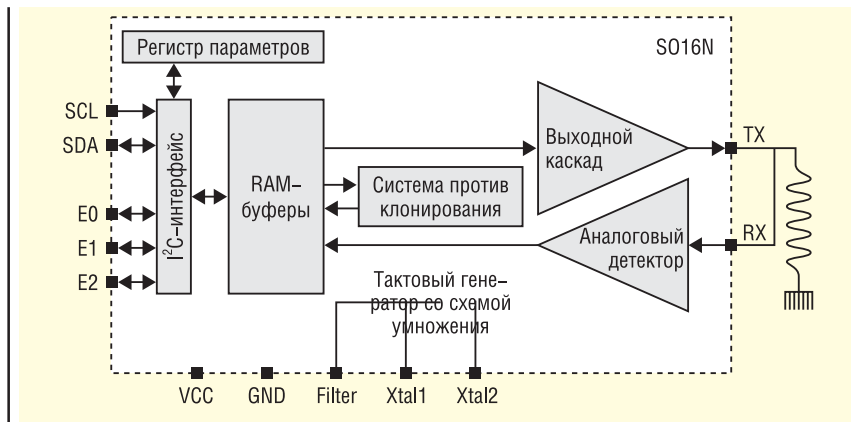 Регистр параметров
SO16N
SCL
SDA
E0
E1
E2
I²C–интерфейс
RAM–
буферы
Система против
клонирования
Выходной
каскад
TX
Аналоговый
детектор
RX
Тактовый гене–
ратор со схемой
умножения
VCC
GND
Filter
Xtal1
Xtal2